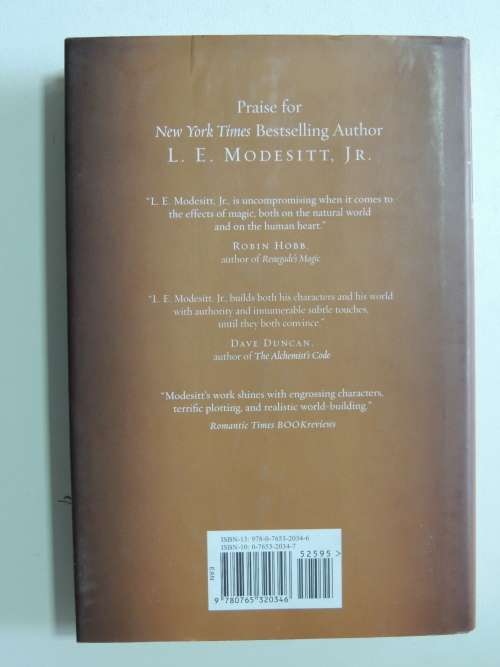 Praise for
New York Times Bestselling Author
L. E. MODESITT, JR.
“L. E. Modesitt, Jr., is uncompromising when it comes to
the effects of magic, both on the natural world
and on the human heart.”
ROBIN HOBB,
author of Renegade's Magic
“L. E. Modesitt, Jr., builds both his characters and his world
with authority and innumerable subtle touches,
until they both convince.”
DAVE DUNCAN,
author of The Alchemist's Code
“Modesitt's work shines with engrossing characters,
terrific plotting, and realistic world-building.”
Romantic Times BOOKreviews
ISBN-13: 978-0-7653-2034-6
ISBN-10: 0-7653-2034-7
52595 >
EAN
9 780765 320346